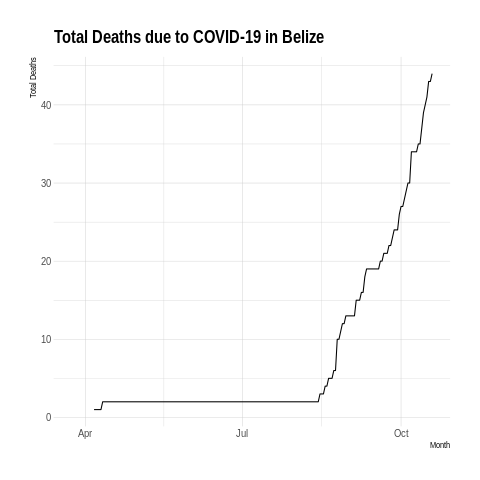 Total Deaths due to COVID-19 in Belize
Total Deaths
40
30
20
10
0
Apr
Jul
Oct
Month